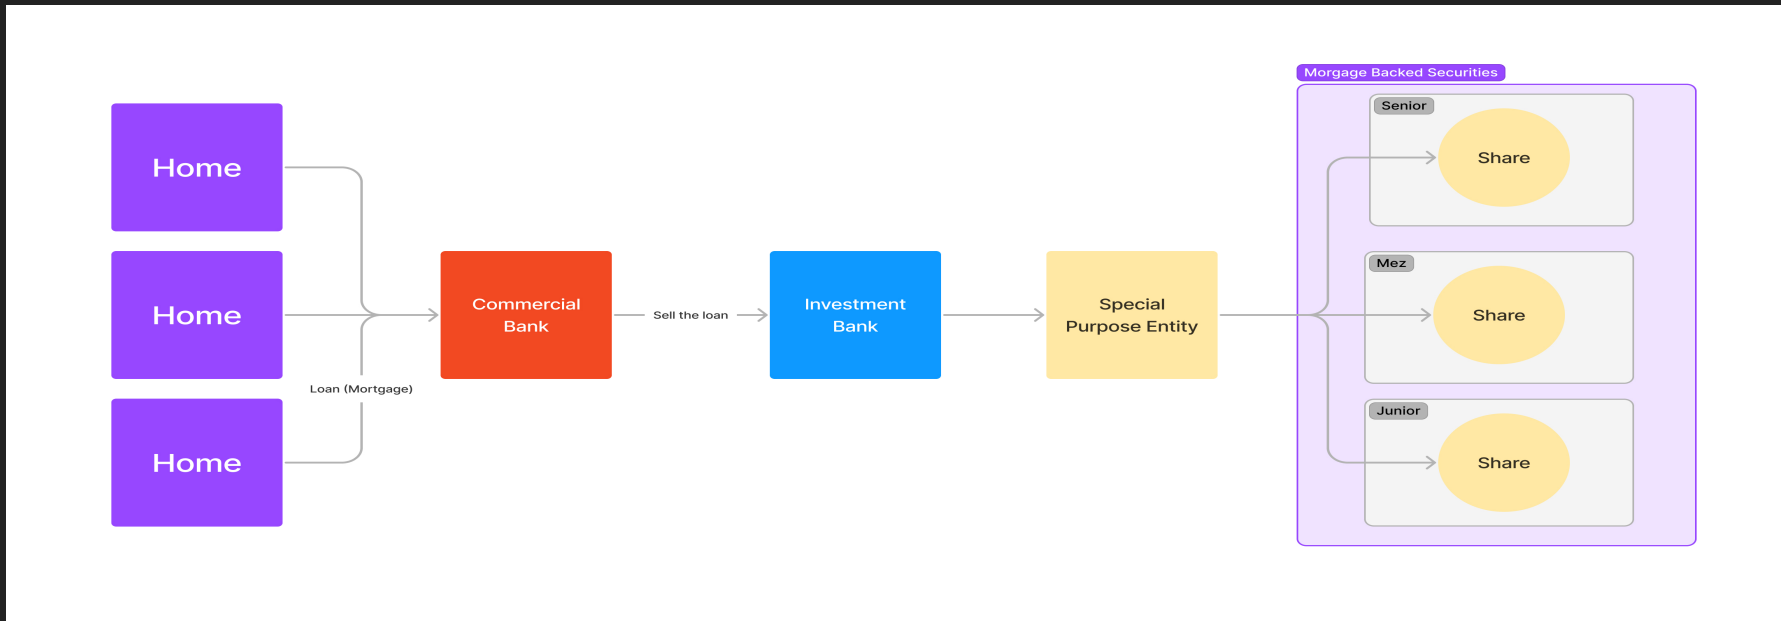 Morgage Backed Securities
Senior
Home
Share
Home
Commercial
Bank
Sell the loan
Investment
Bank
Special
Purpose Entity
Mez
Share
Loan (Mortgage)
Home
Junior
Share